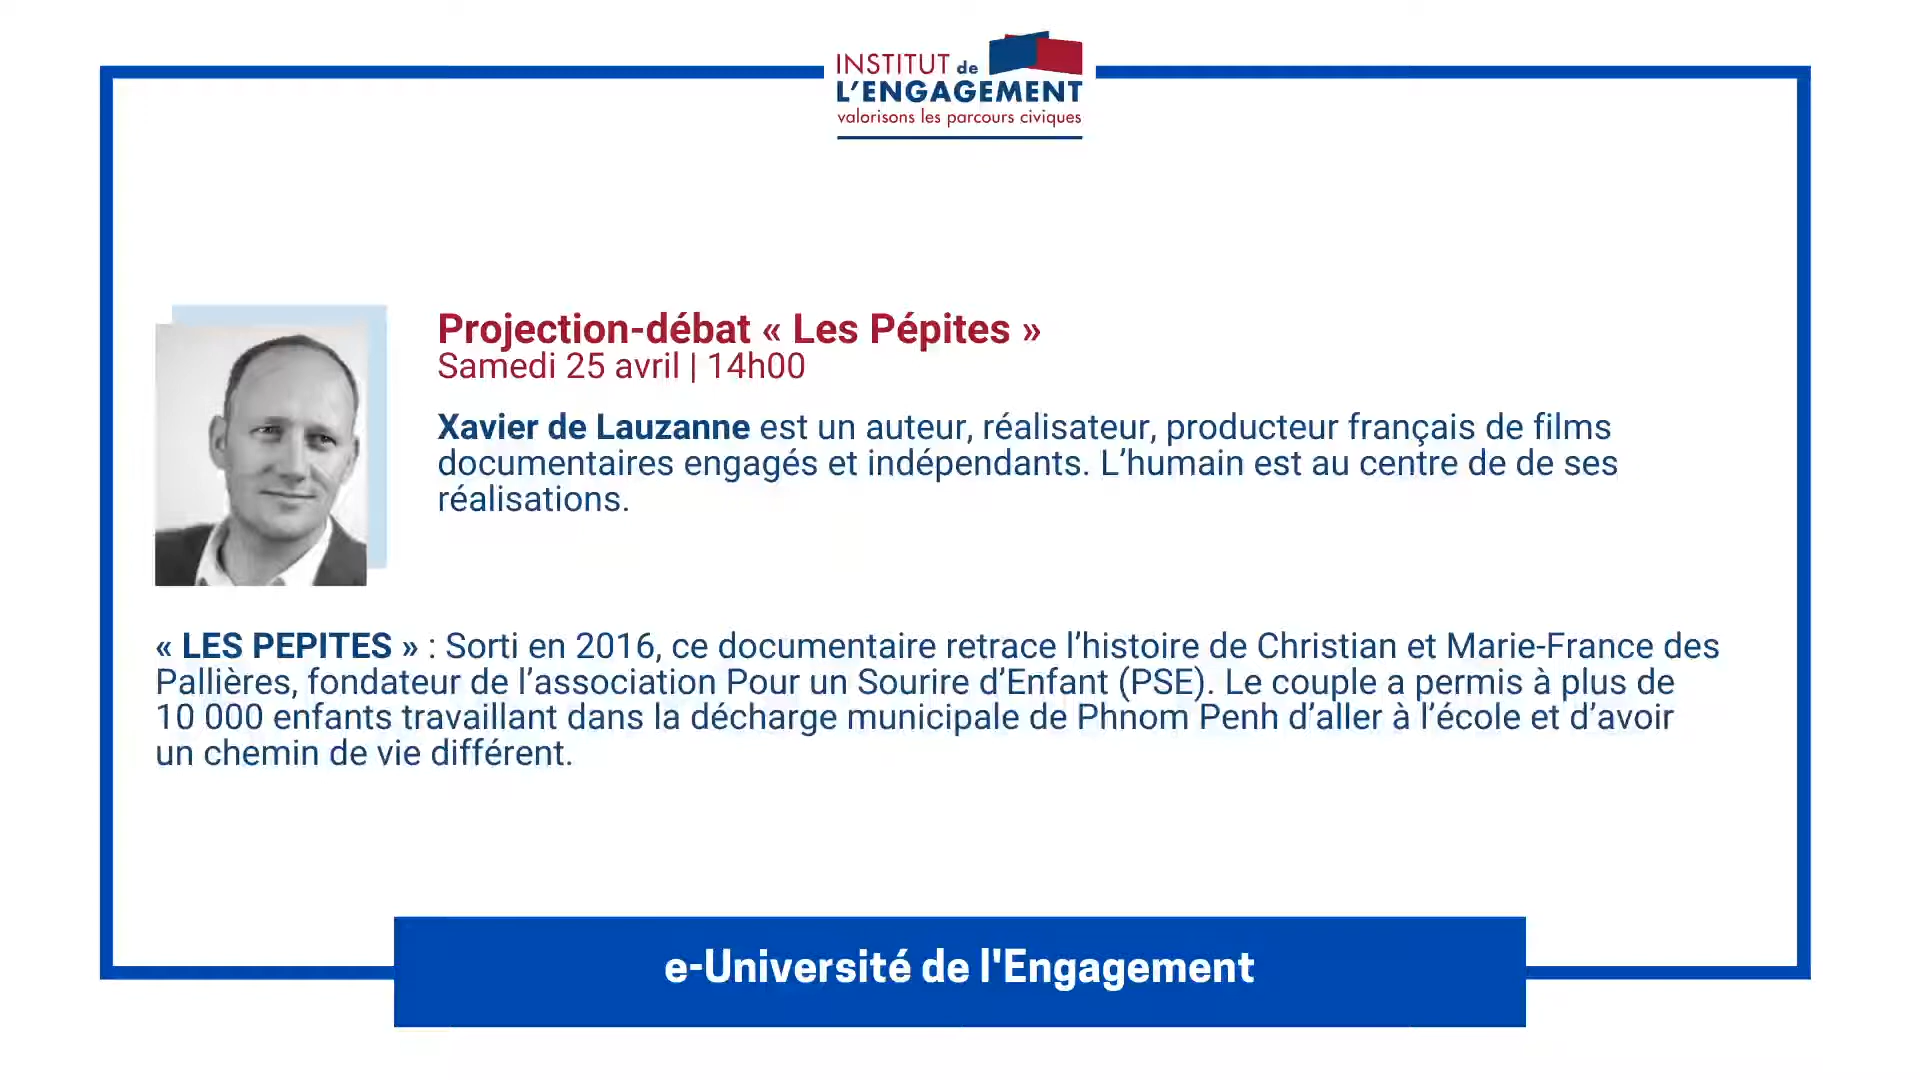 INSTITUT de
L'ENGAGEMENT
valorisons les parcours civiques
Projection-débat « Les Pépites »
Samedi 25 avril | 14h00
Xavier de Lauzanne est un auteur, réalisateur, producteur français de films
documentaires engagés et indépendants. L’humain est au centre de de ses
réalisations.
« LES PEPITES » : Sorti en 2016, ce documentaire retrace l’histoire de Christian et Marie-France des
Pallières, fondateur de l’association Pour un Sourire d’Enfant (PSE). Le couple a permis à plus de
10 000 enfants travaillant dans la décharge municipale de Phnom Penh d’aller à l’école et d’avoir
un chemin de vie différent.
e-Université de l'Engagement